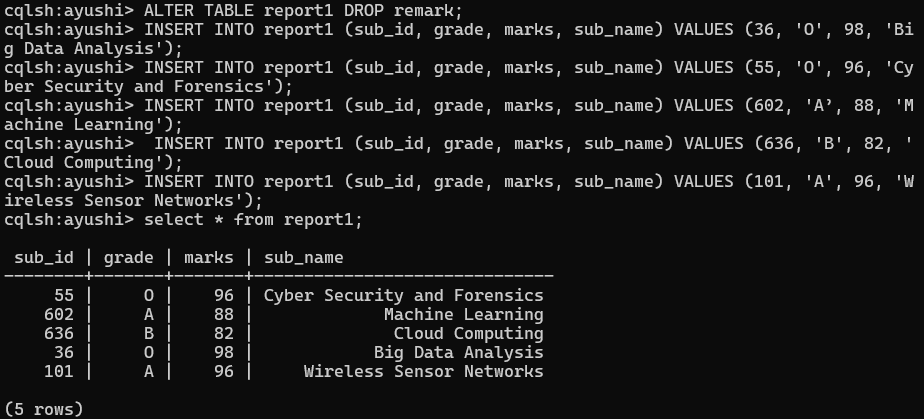 cqlsh:ayushi> ALTER TABLE report1 DROP remark;
cqlsh:ayushi> INSERT INTO report1 (sub_id, grade, marks, sub_name) VALUES (36, 'O', 98, 'Bi
g Data Analysis');
cqlsh:ayushi> INSERT INTO report1 (sub_id, grade, marks, sub_name) VALUES (55, 'O', 96, 'Cy
ber Security and Forensics');
cqlsh:ayushi> INSERT INTO report1 (sub_id, grade, marks, sub_name) VALUES (602, 'A’, 88, 'M
achine Learning');
cqlsh:ayushi>  INSERT INTO report1 (sub_id, grade, marks, sub_name) VALUES (636, 'B', 82, '
Cloud Computing');
cqlsh:ayushi> INSERT INTO report1 (sub_id, grade, marks, sub_name) VALUES (101, 'A', 96, 'W
ireless Sensor Networks');
cqlsh:ayushi> select * from report1;

 sub_id | grade | marks | sub_name
--------+-------+-------+------------------------------
     55 |     O |    96 | Cyber Security and Forensics
    602 |     A |    88 |             Machine Learning
    636 |     B |    82 |              Cloud Computing
     36 |     O |    98 |            Big Data Analysis
    101 |     A |    96 |     Wireless Sensor Networks

(5 rows)